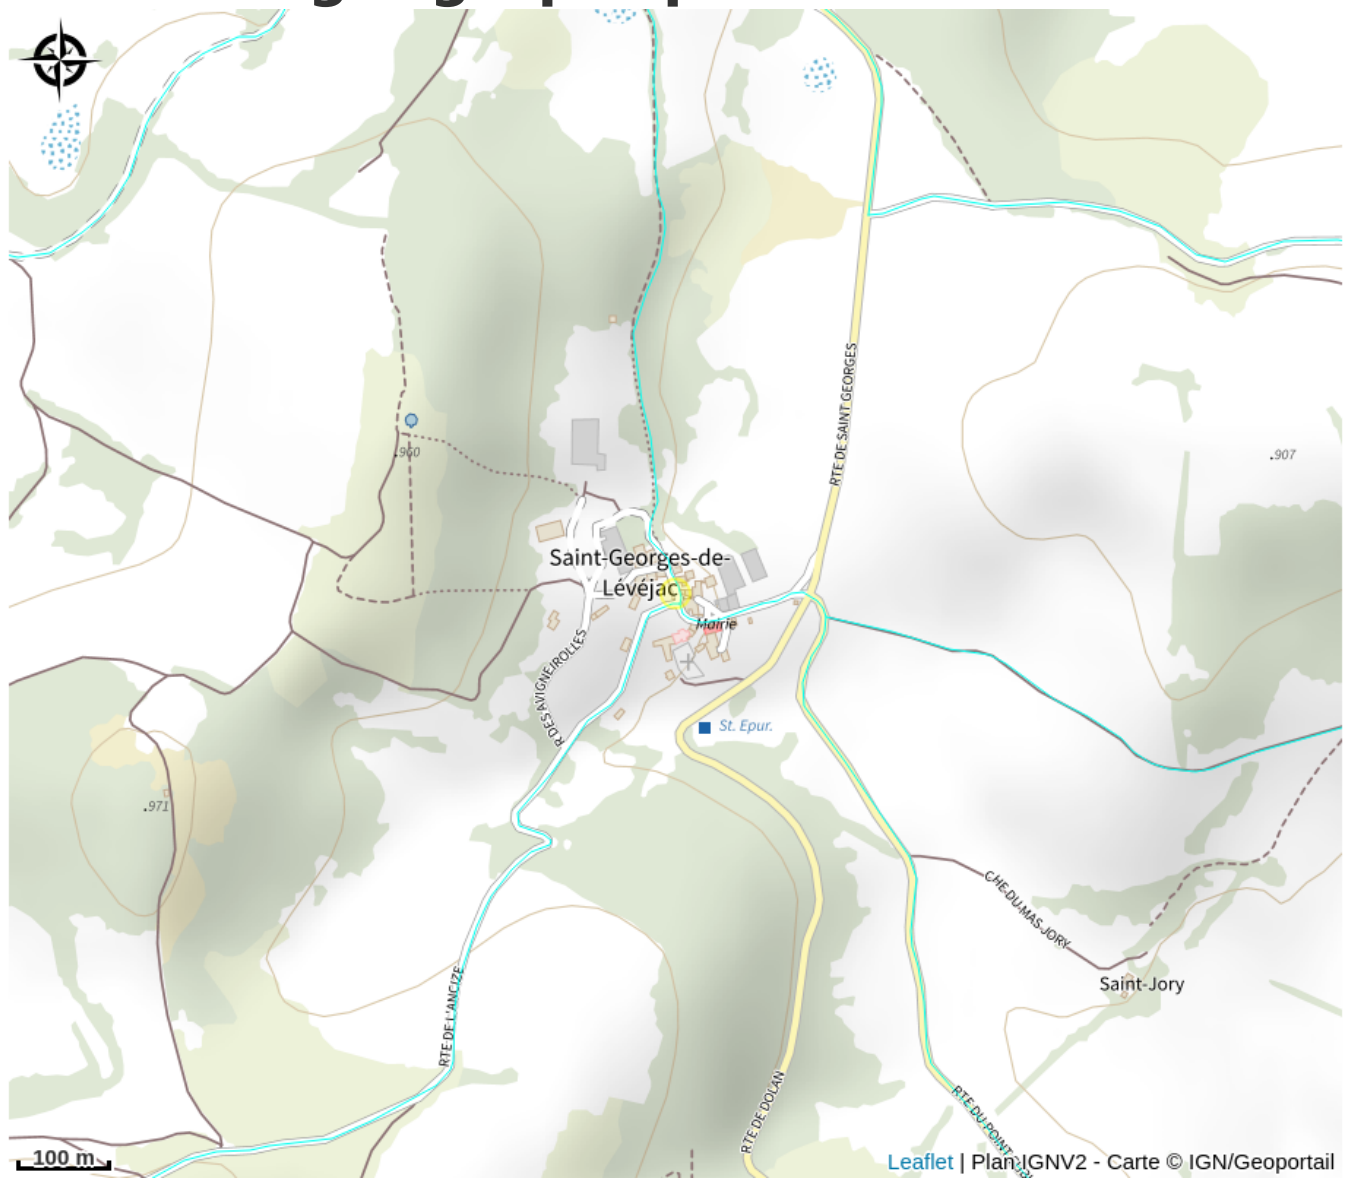 RTE DE SAINT GEORGES
.960
.907
Saint-Georges-de-
Lévéjac
Mairie
R DES AVIGNEIROLLES
St. Epur.
.971
CHE DU MAS JORY
Saint-Jory
RTE DE L'ANCIZE
RTE DE DOLAN
RTE DU POINT
100 m
Leaflet | Plan IGNV2 - Carte © IGN/Geoportail